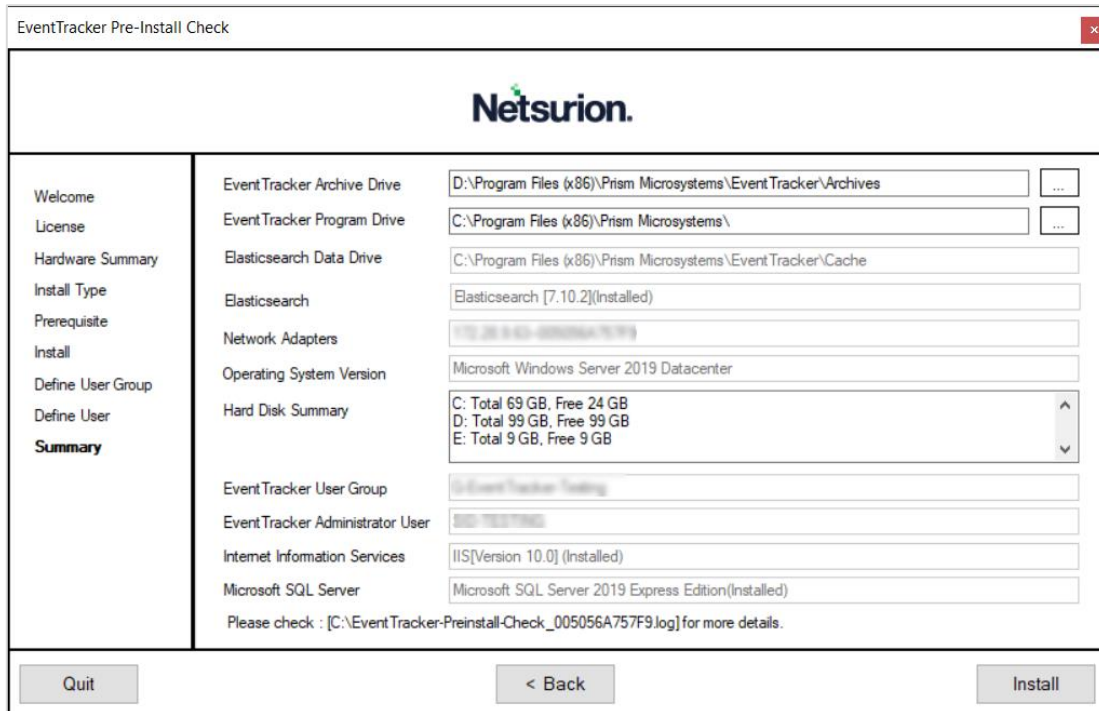 EventTracker Pre-Install Check
Netsurion.
Welcome
License
Hardware Summary
Install Type
Prerequisite
Install
Define User Group
Define User
Summary
EventTracker Archive Drive D:\Program Files (x86)\Prism Microsystems\EventTracker\Archives ...
EventTracker Program Drive C:\Program Files (x86)\Prism Microsystems\ ...
Elasticsearch Data Drive C:\Program Files (x86)\Prism Microsystems\EventTracker\Cache
Elasticsearch Elasticsearch [7.10.2](Installed)
Network Adapters
Operating System Version Microsoft Windows Server 2019 Datacenter
Hard Disk Summary C: Total 69 GB, Free 24 GB
D: Total 99 GB, Free 99 GB
E: Total 9 GB, Free 9 GB
EventTracker User Group
EventTracker Administrator User
Internet Information Services IIS[Version 10.0] (Installed)
Microsoft SQL Server Microsoft SQL Server 2019 Express Edition(Installed)
Please check : [C:\EventTracker-Preinstall-Check_005056A757F9.log] for more details.
Quit < Back Install